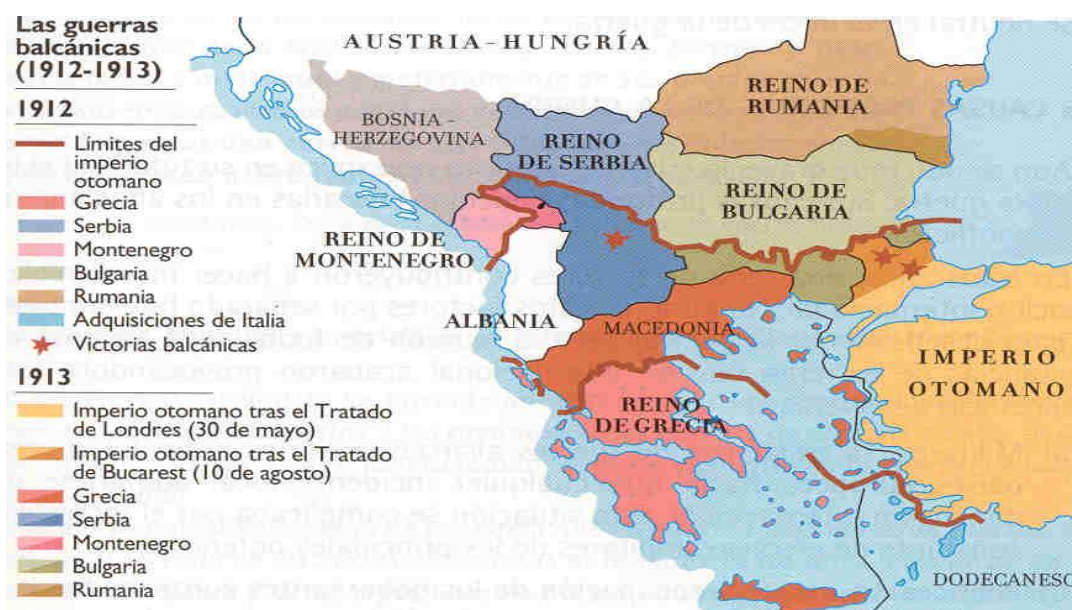 Las guerras
balcánicas
(1912-1913)
1912
Límites del
imperio
otomano
Grecia
Serbia
Montenegro
Bulgaria
Rumania
Adquisiciones de Italia
Victorias balcánicas
1913
Imperio otomano tras el Tratado
de Londres (30 de mayo)
Imperio otomano tras el Tratado
de Bucarest (10 de agosto)
Grecia
Serbia
Montenegro
Bulgaria
Rumania
AUSTRIA-HUNGRÍA
BOSNIA-
HERZEGOVINA
REINO
DE SERBIA
REINO DE
RUMANIA
REINO DE
BULGARIA
REINO DE
MONTENEGRO
ALBANIA
MACEDONIA
REINO
DE GRECIA
IMPERIO
OTOMANO
DODECANESO